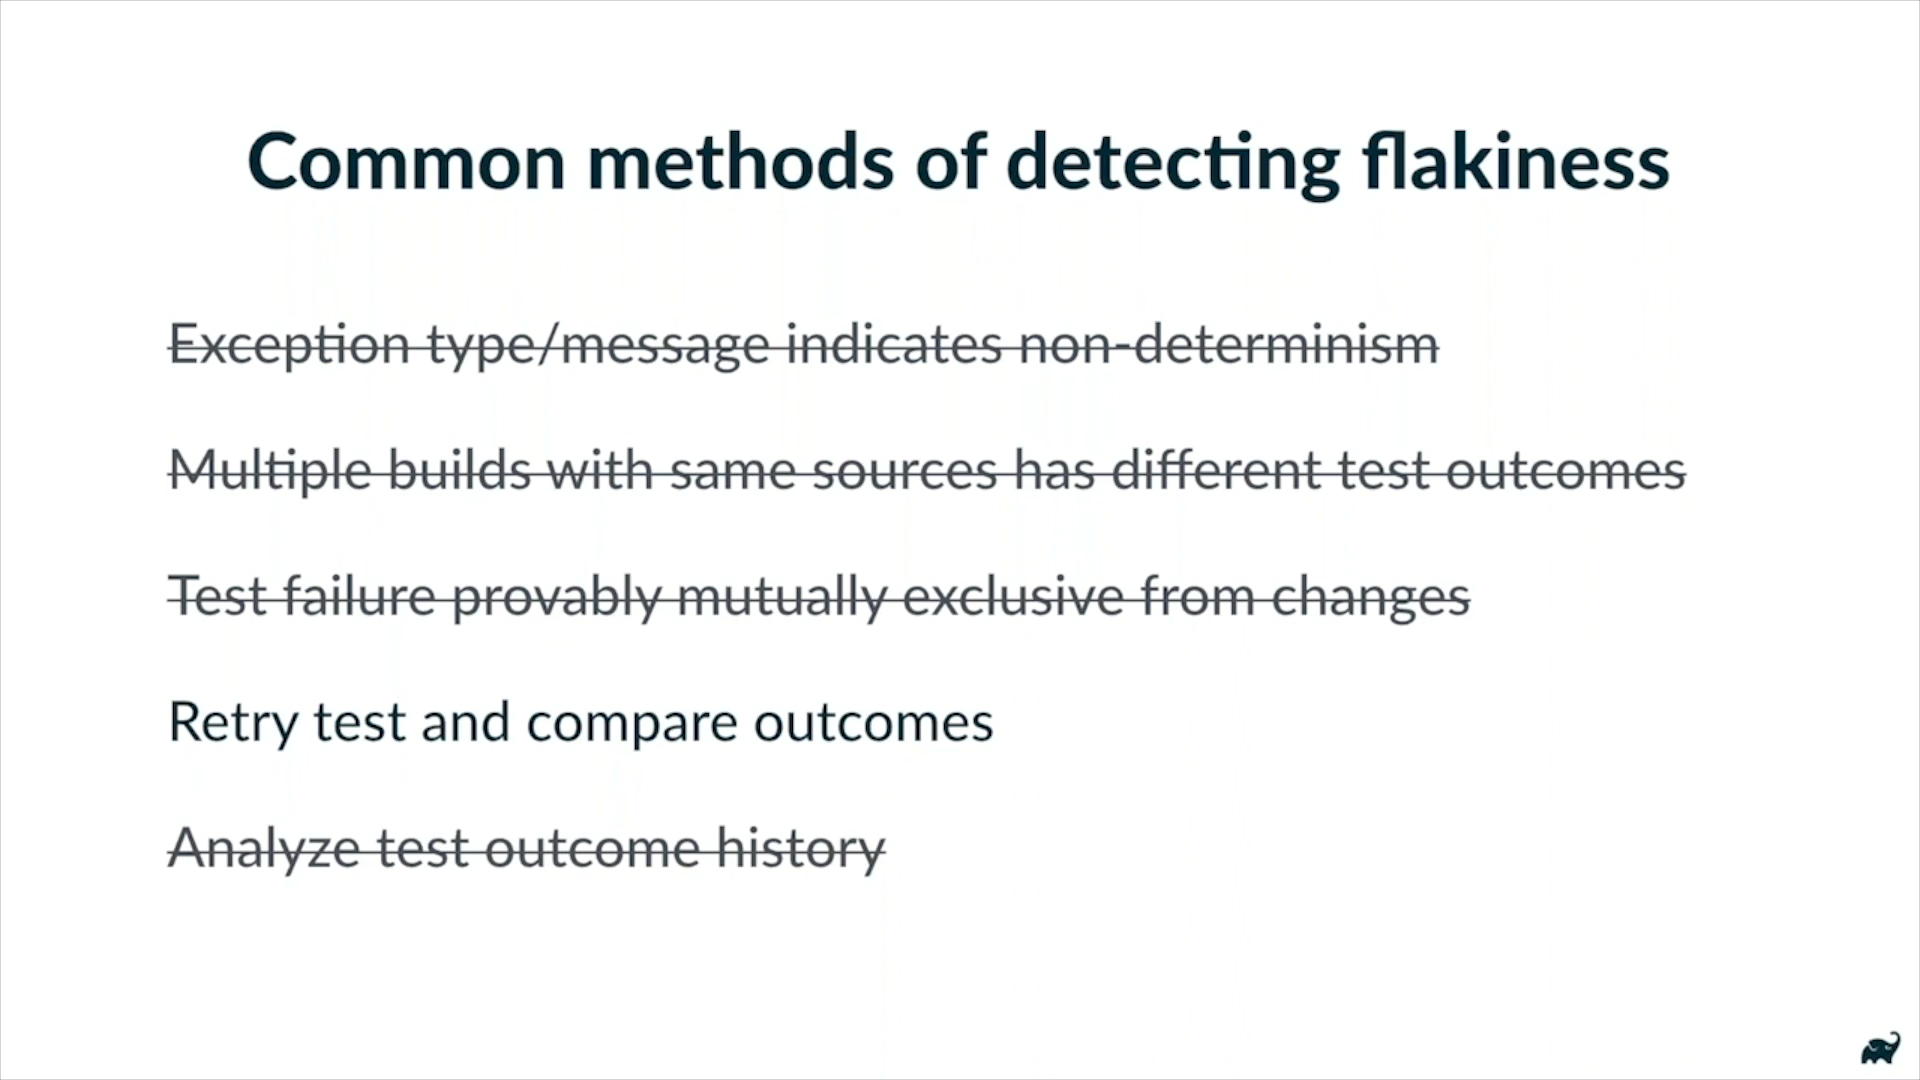 Common methods of detecting flakiness
Exception type/message indicates non-determinism
Multiple builds with same sources has different test outcomes
Test failure provably mutually exclusive from changes
Retry test and compare outcomes
Analyze test outcome history